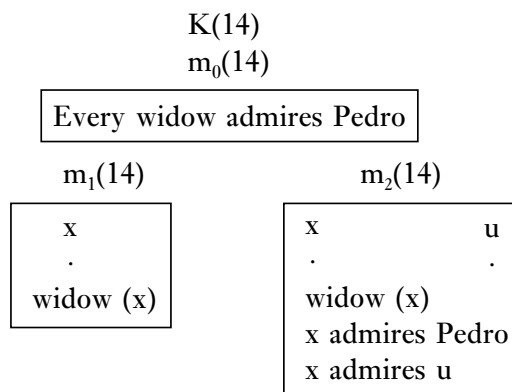 K(14)
m₀(14)
Every widow admires Pedro
m₁(14) m₂(14)
x x u
. . .
widow (x) widow (x)
x admires Pedro
x admires u